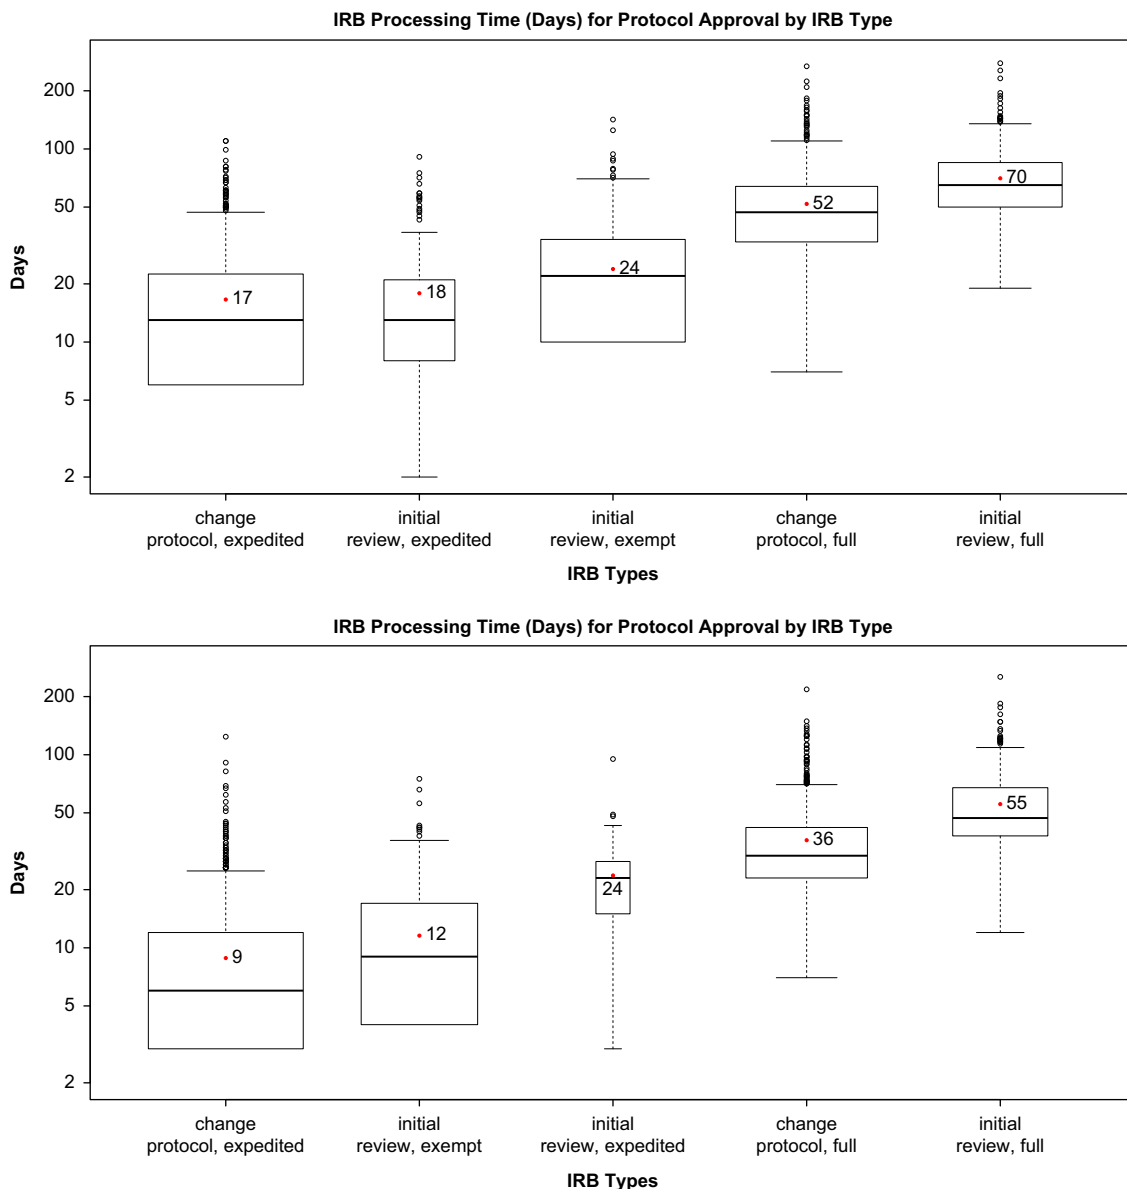 IRB Processing Time (Days) for Protocol Approval by IRB Type
Days
200
100
50
20
10
5
2
17
18
24
52
70
change
protocol, expedited
initial
review, expedited
initial
review, exempt
change
protocol, full
initial
review, full
IRB Types
IRB Processing Time (Days) for Protocol Approval by IRB Type
Days
200
100
50
20
10
5
2
9
12
24
36
55
change
protocol, expedited
initial
review, exempt
initial
review, expedited
change
protocol, full
initial
review, full
IRB Types